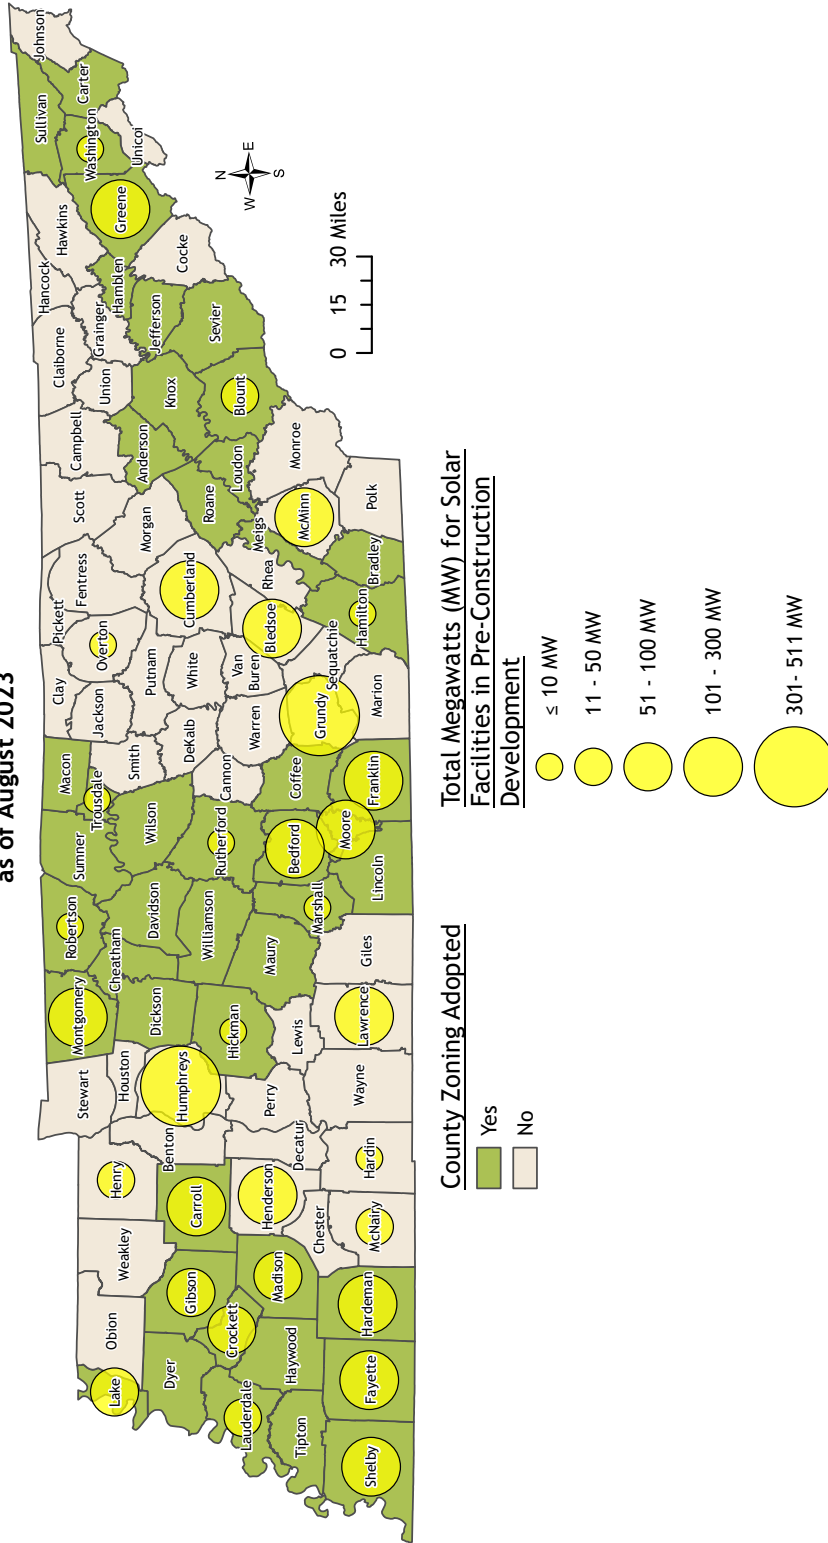 as of August 2023
Johnson
Sullivan
Carter
Washington
Unicoi
Greene
Hawkins
Hancock
Hamblen
Cocke
Grainger
Jefferson
Sevier
Claiborne
Union
Knox
Blount
Campbell
Anderson
Loudon
Monroe
Scott
Morgan
Roane
Meigs
McMinn
Polk
Pickett
Fentress
Cumberland
Rhea
Bledsoe
Hamilton
Bradley
Clay
Overton
Jackson
Putnam
White
Van
Buren
Sequatchie
Grundy
Marion
Macon
Trousdale
Smith
DeKalb
Cannon
Warren
Coffee
Franklin
Sumner
Wilson
Rutherford
Bedford
Moore
Lincoln
Robertson
Cheatham
Davidson
Williamson
Maury
Marshall
Giles
Montgomery
Dickson
Hickman
Lewis
Lawrence
Stewart
Houston
Humphreys
Perry
Wayne
Henry
Benton
Carroll
Decatur
Henderson
Hardin
Chester
McNairy
Weakley
Gibson
Madison
Hardeman
Obion
Lake
Dyer
Crockett
Haywood
Lauderdale
Tipton
Fayette
Shelby
N
W
E
S
0 15 30 Miles
County Zoning Adopted
Yes
No
Total Megawatts (MW) for Solar
Facilities in Pre-Construction
Development
≤ 10 MW
11 - 50 MW
51 - 100 MW
101 - 300 MW
301- 511 MW